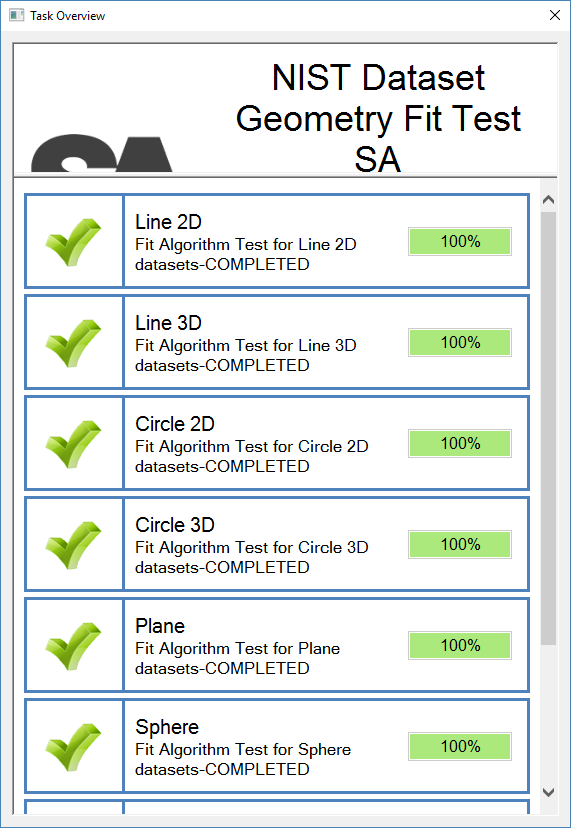 Task Overview
NIST Dataset
Geometry Fit Test
SA
SA
Line 2D
Fit Algorithm Test for Line 2D
datasets-COMPLETED
100%
Line 3D
Fit Algorithm Test for Line 3D
datasets-COMPLETED
100%
Circle 2D
Fit Algorithm Test for Circle 2D
datasets-COMPLETED
100%
Circle 3D
Fit Algorithm Test for Circle 3D
datasets-COMPLETED
100%
Plane
Fit Algorithm Test for Plane
datasets-COMPLETED
100%
Sphere
Fit Algorithm Test for Sphere
datasets-COMPLETED
100%